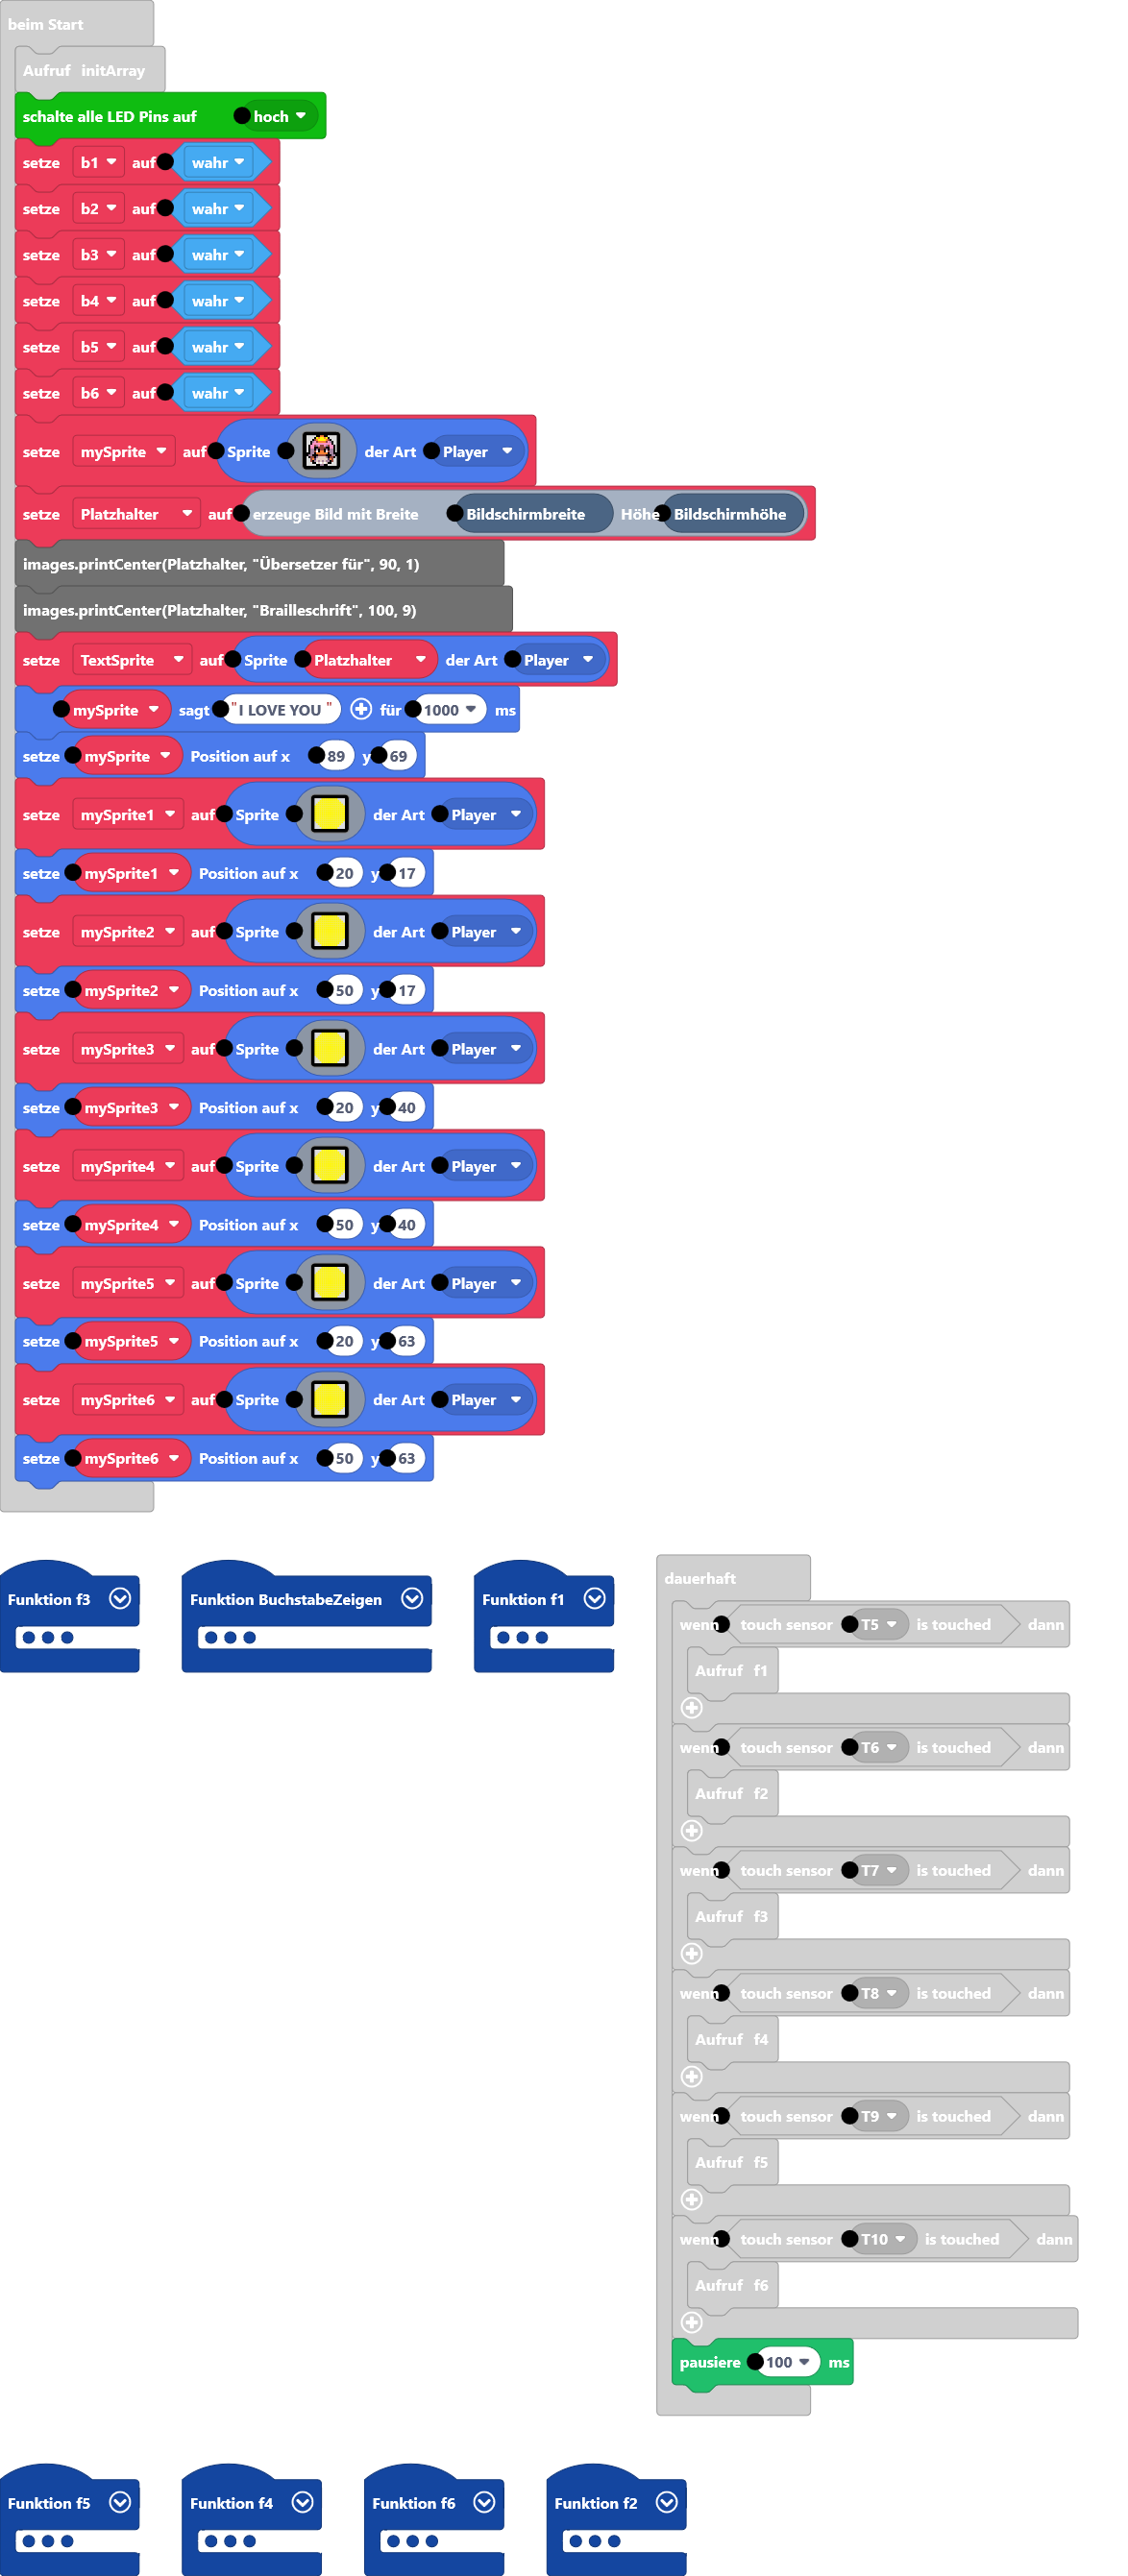 beim Start
Aufruf initArray
schalte alle LED Pins auf hoch
setze b1 auf wahr
setze b2 auf wahr
setze b3 auf wahr
setze b4 auf wahr
setze b5 auf wahr
setze b6 auf wahr
setze mySprite auf Sprite der Art Player
setze Platzhalter auf erzeuge Bild mit Breite Bildschirmbreite Höhe Bildschirmhöhe
images.printCenter(Platzhalter, "Übersetzer für", 90, 1)
images.printCenter(Platzhalter, "Brailleschrift", 100, 9)
setze TextSprite auf Sprite Platzhalter der Art Player
mySprite sagt "I LOVE YOU " für 1000 ms
setze mySprite Position auf x 89 y 69
setze mySprite1 auf Sprite der Art Player
setze mySprite1 Position auf x 20 y 17
setze mySprite2 auf Sprite der Art Player
setze mySprite2 Position auf x 50 y 17
setze mySprite3 auf Sprite der Art Player
setze mySprite3 Position auf x 20 y 40
setze mySprite4 auf Sprite der Art Player
setze mySprite4 Position auf x 50 y 40
setze mySprite5 auf Sprite der Art Player
setze mySprite5 Position auf x 20 y 63
setze mySprite6 auf Sprite der Art Player
setze mySprite6 Position auf x 50 y 63
Funktion f3
Funktion BuchstabeZeigen
Funktion f1
dauerhaft
wenn touch sensor T5 is touched dann
Aufruf f1
wenn touch sensor T6 is touched dann
Aufruf f2
wenn touch sensor T7 is touched dann
Aufruf f3
wenn touch sensor T8 is touched dann
Aufruf f4
wenn touch sensor T9 is touched dann
Aufruf f5
wenn touch sensor T10 is touched dann
Aufruf f6
pausiere 100 ms
Funktion f5
Funktion f4
Funktion f6
Funktion f2